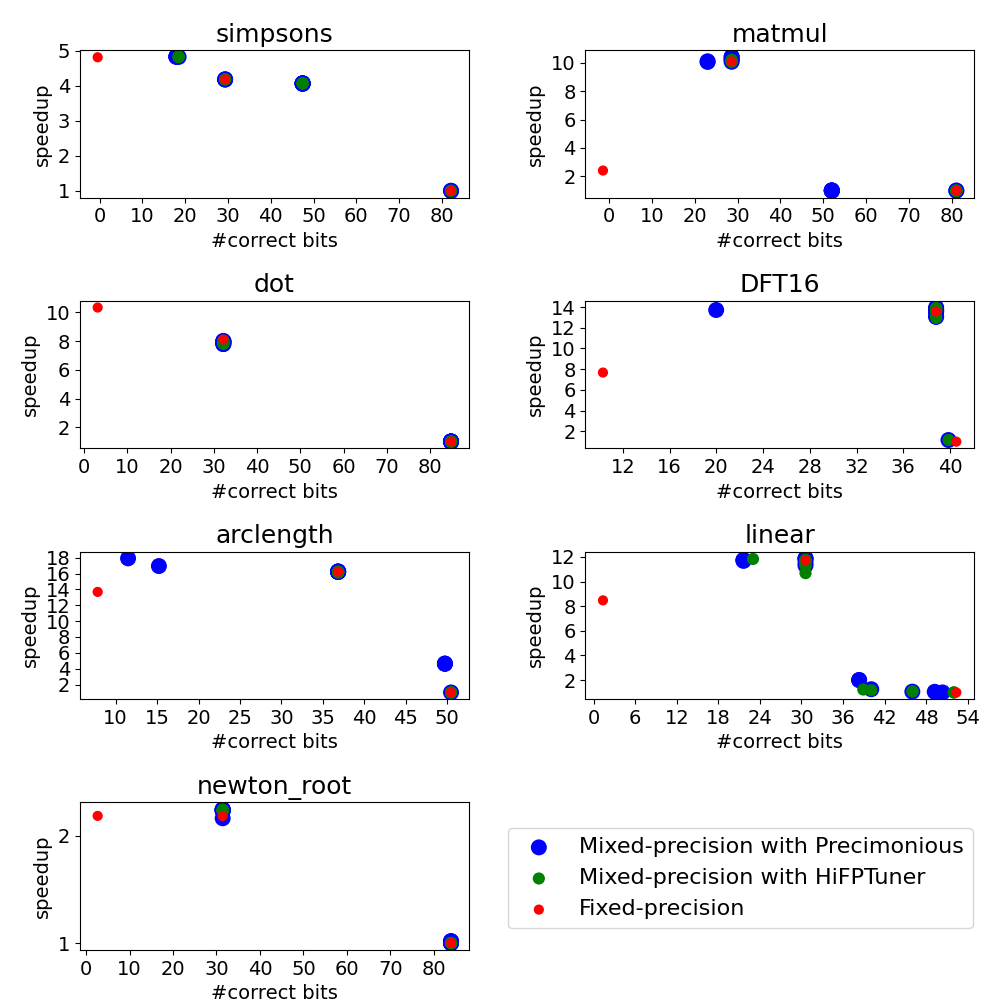 simpsons
speedup
5
4
3
2
1
0 10 20 30 40 50 60 70 80
#correct bits
matmul
speedup
10
8
6
4
2
0 10 20 30 40 50 60 70 80
#correct bits
dot
speedup
10
8
6
4
2
0 10 20 30 40 50 60 70 80
#correct bits
DFT16
speedup
14
12
10
8
6
4
2
12 16 20 24 28 32 36 40
#correct bits
arclength
speedup
18
16
14
12
10
8
6
4
2
10 15 20 25 30 35 40 45 50
#correct bits
linear
speedup
12
10
8
6
4
2
0 6 12 18 24 30 36 42 48 54
#correct bits
newton_root
speedup
2
1
0 10 20 30 40 50 60 70 80
#correct bits
Mixed-precision with Precimonious
Mixed-precision with HiFPTuner
Fixed-precision